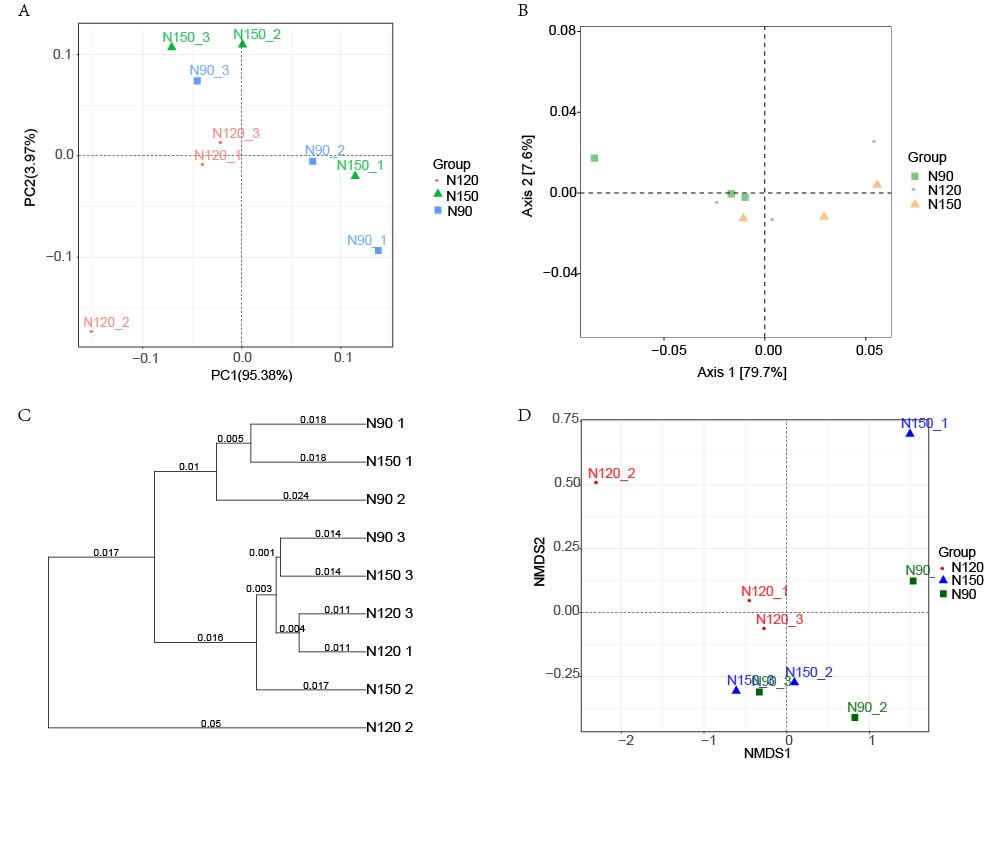 A
N150_3
N150_2
N90_3
N120_3
N120_1
N90_2
N150_1
N90_1
N120_2
0.1
0.0
−0.1
−0.1
0.0
0.1
PC2(3.97%)
PC1(95.38%)
Group
N120
N150
N90
B
0.08
0.04
0.00
−0.04
−0.05
0.00
0.05
Axis 2 [7.6%]
Axis 1 [79.7%]
Group
N90
N120
N150
C
0.018
N90 1
0.005
0.018
N150 1
0.01
0.024
N90 2
0.014
N90 3
0.001
0.017
0.014
N150 3
0.003
0.011
N120 3
0.004
0.016
0.011
N120 1
0.017
N150 2
0.05
N120 2
D
0.75
0.50
0.25
0.00
−0.25
N150_1
N120_2
N90_
N120_1
N120_3
N150_2
N150_3
N90_3
N90_2
−2
−1
0
1
NMDS2
NMDS1
Group
N120
N150
N90